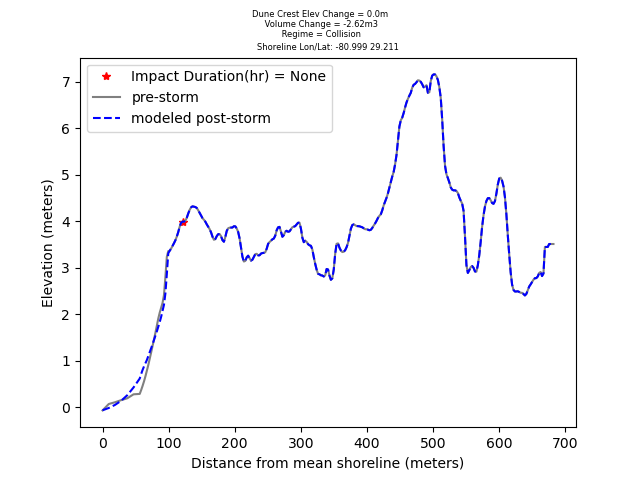 Dune Crest Elev Change = 0.0m
Volume Change = -2.62m3
Regime = Collision
Shoreline Lon/Lat: -80.999 29.211
Impact Duration(hr) = None
pre-storm
modeled post-storm
Elevation (meters)
7
6
5
4
3
2
1
0
0 100 200 300 400 500 600 700
Distance from mean shoreline (meters)